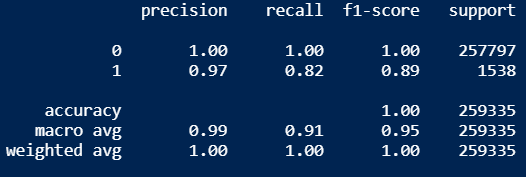 precision recall f1-score support
0 1.00 1.00 1.00 257797
1 0.97 0.82 0.89 1538
accuracy 1.00 259335
macro avg 0.99 0.91 0.95 259335
weighted avg 1.00 1.00 1.00 259335